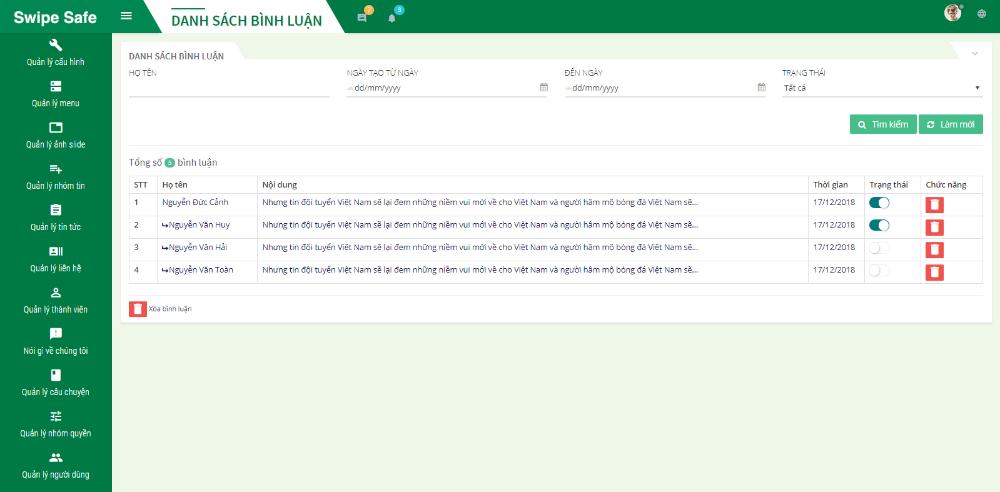 Swipe Safe
DANH SÁCH BÌNH LUẬN
7
3
Quản lý cấu hình
Quản lý menu
Quản lý ảnh slide
Quản lý nhóm tin
Quản lý tin tức
Quản lý liên hệ
Quản lý thành viên
Nói gì về chúng tôi
Quản lý câu chuyện
Quản lý nhóm quyền
Quản lý người dùng
DANH SÁCH BÌNH LUẬN
HỌ TÊN NGÀY TẠO TỪ NGÀY ĐẾN NGÀY TRẠNG THÁI
dd/mm/yyyy dd/mm/yyyy Tất cả
Tìm kiếm Làm mới
Tổng số 5 bình luận
STT Họ tên Nội dung Thời gian Trạng thái Chức năng
1 Nguyễn Đức Cảnh Nhưng tin đội tuyển Việt Nam sẽ lại đem những niềm vui mới về cho Việt Nam và người hâm mộ bóng đá Việt Nam sẽ... 17/12/2018
2 Nguyễn Văn Huy Nhưng tin đội tuyển Việt Nam sẽ lại đem những niềm vui mới về cho Việt Nam và người hâm mộ bóng đá Việt Nam sẽ... 17/12/2018
3 Nguyễn Văn Hải Nhưng tin đội tuyển Việt Nam sẽ lại đem những niềm vui mới về cho Việt Nam và người hâm mộ bóng đá Việt Nam sẽ... 17/12/2018
4 Nguyễn Văn Toàn Nhưng tin đội tuyển Việt Nam sẽ lại đem những niềm vui mới về cho Việt Nam và người hâm mộ bóng đá Việt Nam sẽ... 17/12/2018
Xóa bình luận